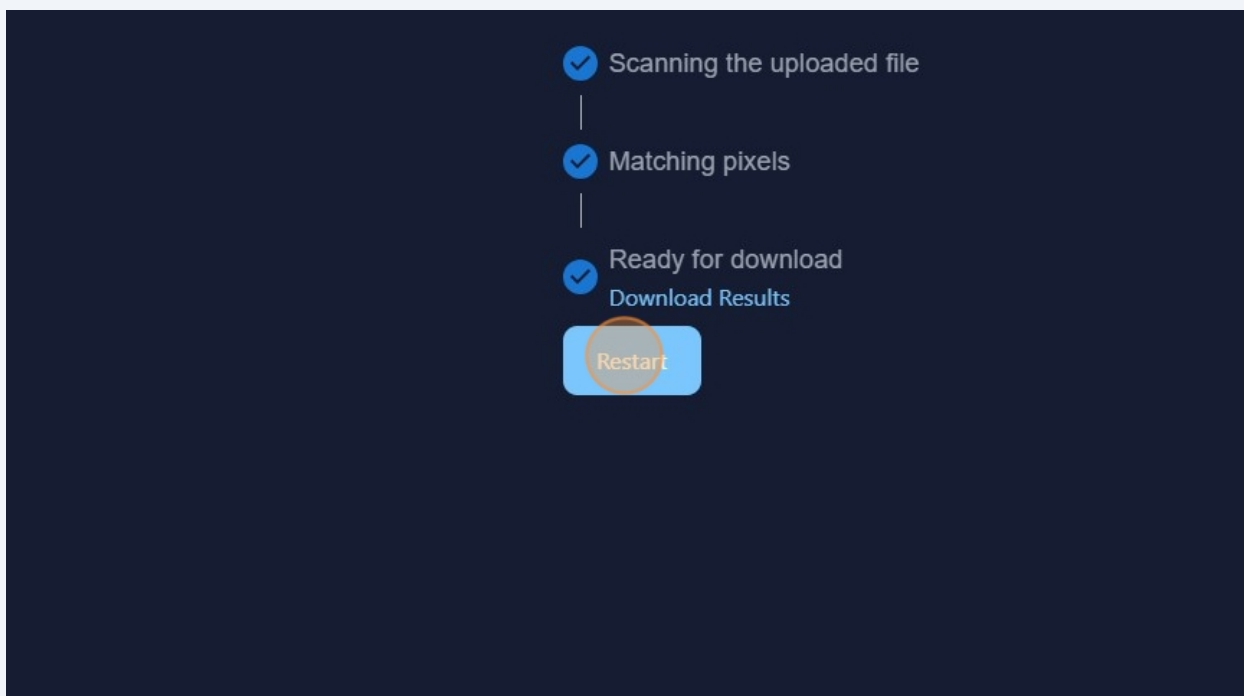 Scanning the uploaded file
Matching pixels
Ready for download
Download Results
Restart